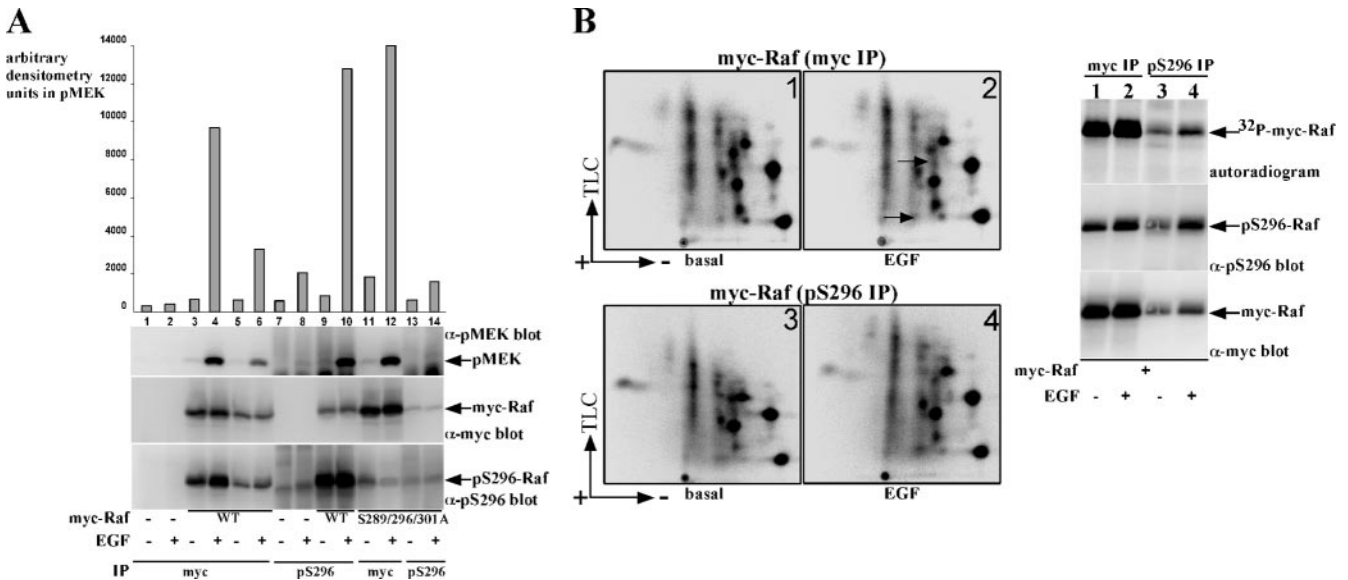 A
arbitrary
densitometry
units in pMEK
14000
12000
10000
8000
6000
4000
2000
0
1 2 3 4 5 6 7 8 9 10 11 12 13 14
α-pMEK blot
pMEK
myc-Raf
α-myc blot
pS296-Raf
α-pS296 blot
myc-Raf - - WT - - WT S289/296/301A
EGF - + - + - + - + - + - + - +
IP myc pS296 myc pS296
B
myc-Raf (myc IP)
1 2
TLC
+ - basal EGF
myc-Raf (pS296 IP)
3 4
TLC
+ - basal EGF
myc IP pS296 IP
1 2 3 4
32P-myc-Raf
autoradiogram
pS296-Raf
α-pS296 blot
myc-Raf
α-myc blot
myc-Raf +
EGF - + - +